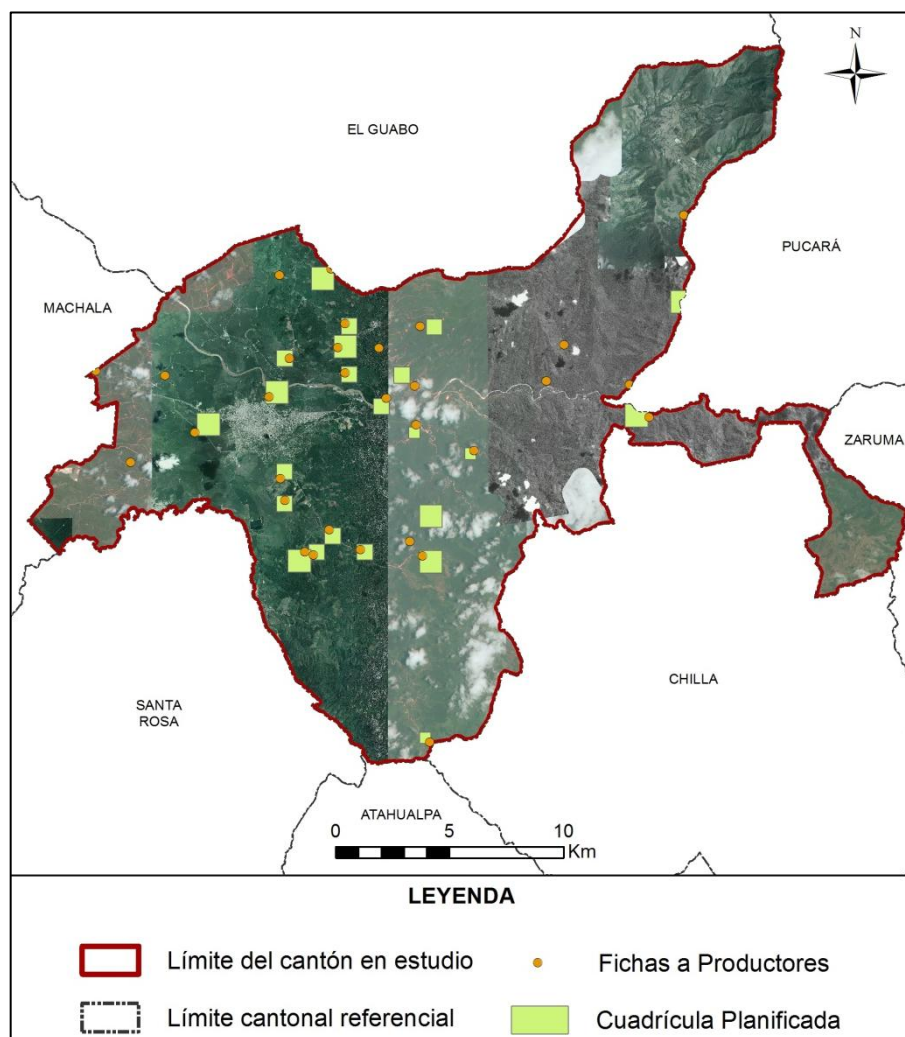 N
EL GUABO
PUCARÁ
MACHALA
ZARUMA
CHILLA
SANTA
ROSA
ATAHUALPA
0 5 10
Km
LEYENDA
Límite del cantón en estudio
Fichas a Productores
Límite cantonal referencial
Cuadrícula Planificada